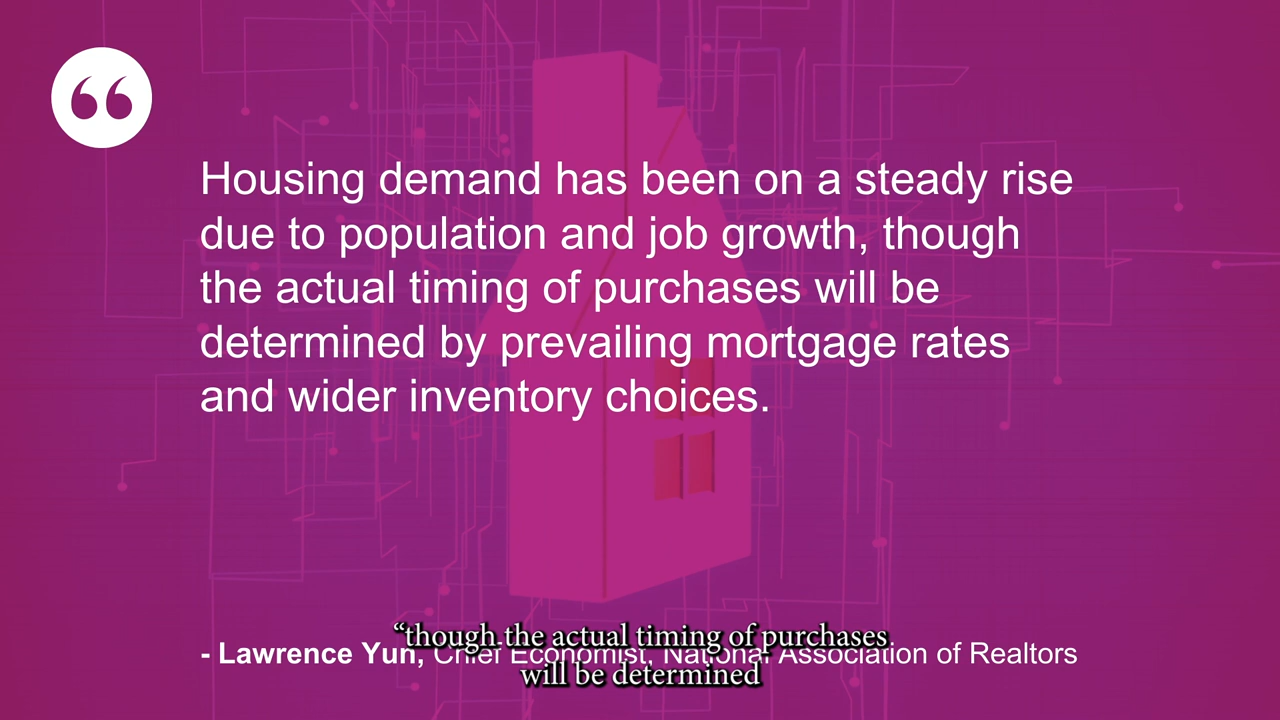 “
Housing demand has been on a steady rise
due to population and job growth, though
the actual timing of purchases will be
determined by prevailing mortgage rates
and wider inventory choices.
- Lawrence Yun, Chief Economist, National Association of Realtors
“though the actual timing of purchases
will be determined